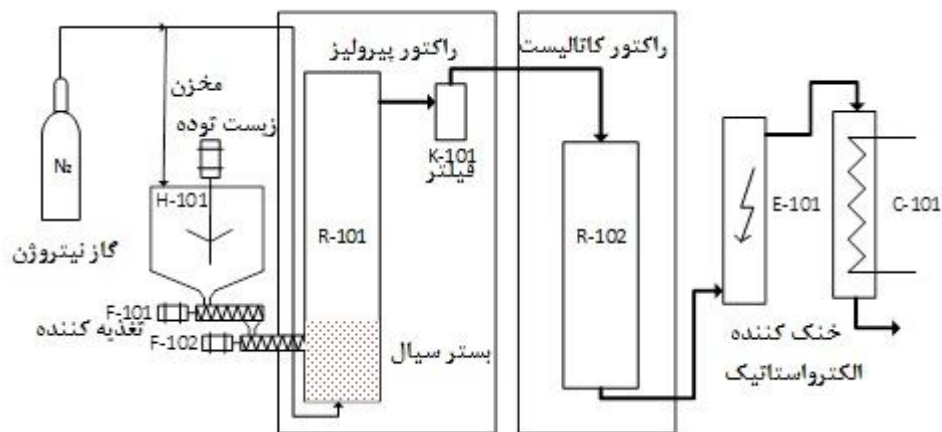 راکتور پیرولیز
راکتور کاتالیست
مخزن
زیست توده
K-101
فیلتر
N₂
H-101
E-101
C-101
R-101
R-102
گاز نیتروژن
F-101
تغذیه کننده
F-102
بستر سیال
خنک کننده
الکترواستاتیک